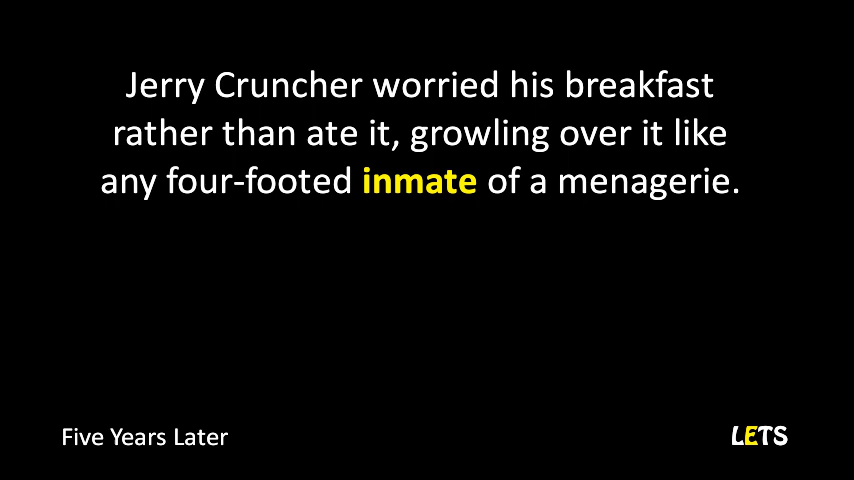 Jerry Cruncher worried his breakfast
rather than ate it, growling over it like
any four-footed inmate of a menagerie.
Five Years Later
LETS